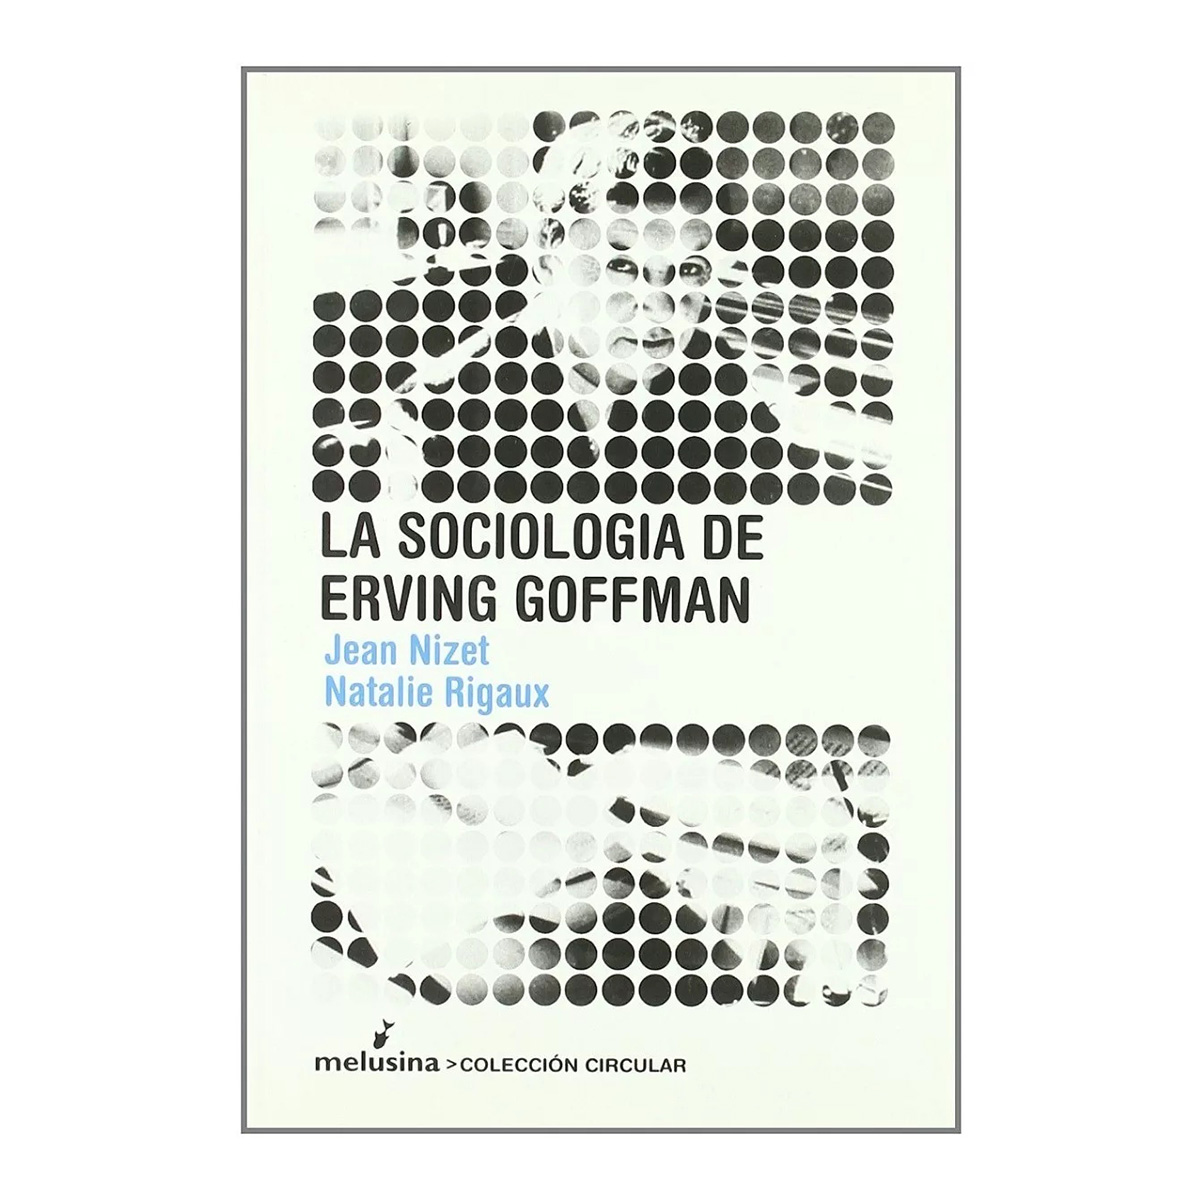 LA SOCIOLOGIA DE
ERVING GOFFMAN
Jean Nizet
Natalie Rigaux
melusina > COLECCIÓN CIRCULAR